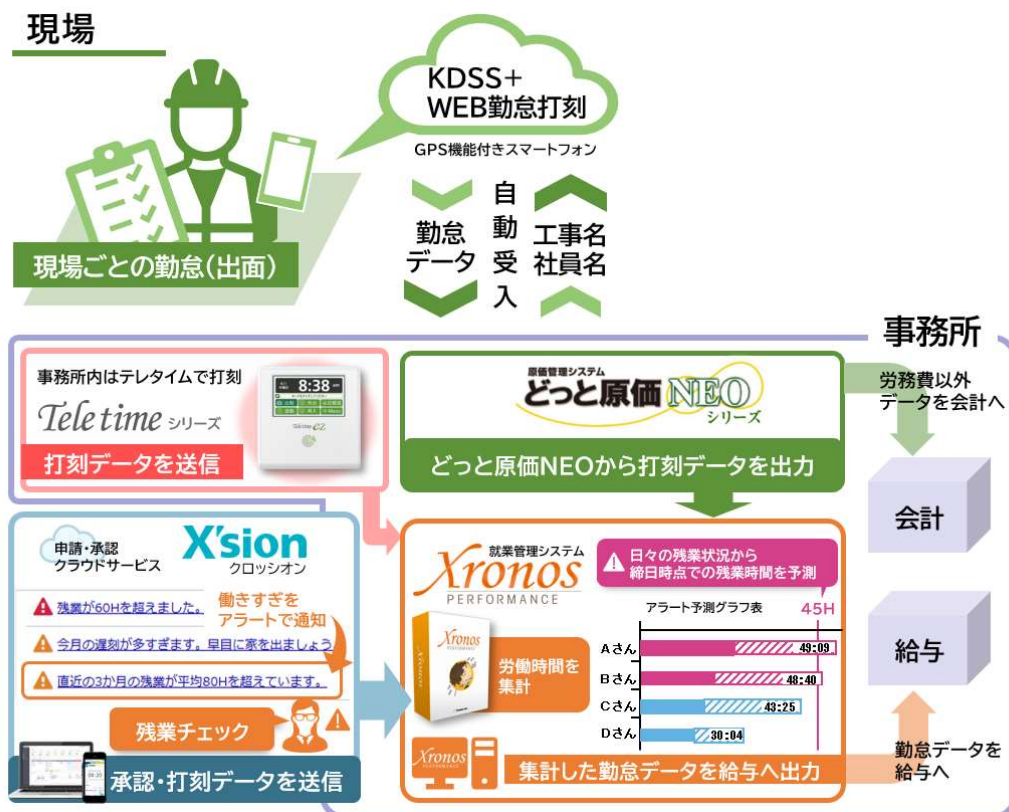 現場
KDSS+
WEB勤怠打刻
GPS機能付きスマートフォン
勤怠
データ
自動受入
工事名
社員名
現場ごとの勤怠(出面)
事務所
事務所内はテレタイムで打刻
Teletime シリーズ
8:38
Teletime ez
打刻データを送信
原価管理システム
どっと原価NEO
シリーズ
どっと原価NEOから打刻データを出力
労務費以外
データを会計へ
会計
申請・承認
クラウドサービス
X'sion
クロッシオン
働きすぎを
アラートで通知
残業が60Hを超えました。
今月の遅刻が多すぎます。早目に家を出ましょう
直近の3か月の残業が平均80Hを超えています。
残業チェック
承認・打刻データを送信
就業管理システム
Xronos
PERFORMANCE
日々の残業状況から
締日時点での残業時間を予測
Xronos
労働時間を
集計
アラート予測グラフ表
45H
Aさん 49:09
Bさん 48:40
Cさん 43:25
Dさん 30:04
Xronos
PERFORMANCE
集計した勤怠データを給与へ出力
給与
勤怠データを
給与へ